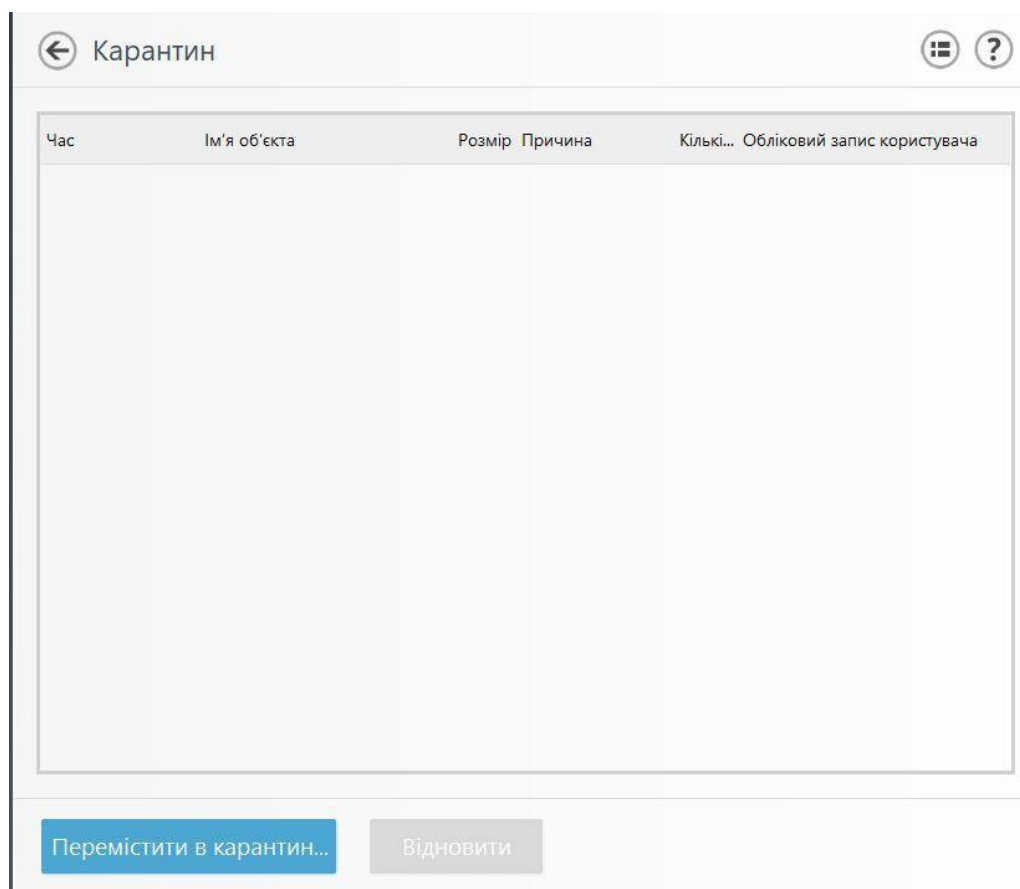 Карантин
?
Час Ім’я об’єкта Розмір Причина Кількі... Обліковий запис користувача
Перемістити в карантин... Відновити